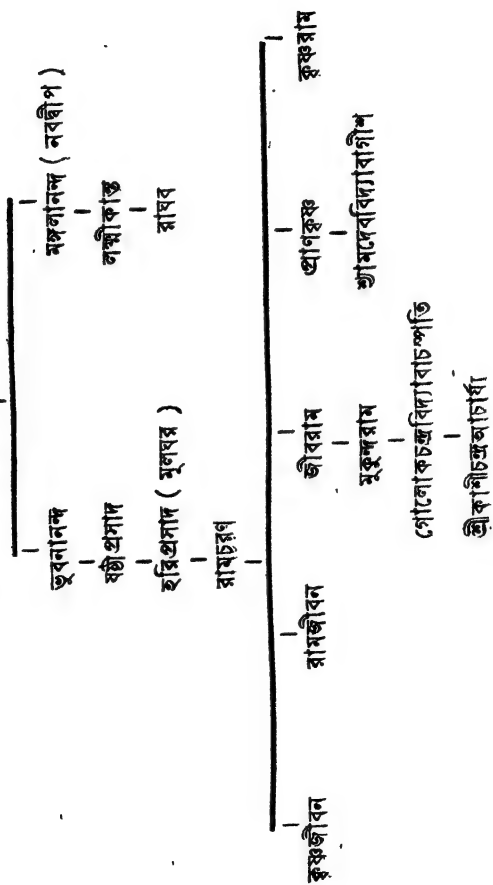 ভুবনানন্দ মঙ্গলানন্দ ( নবদ্বীপ )
ষষ্ঠীপ্রসাদ লক্ষ্মীকান্ত
হরিপ্রসাদ ( মূলঘর ) রাঘব
রামচরণ
কৃষ্ণজীবন রামজীবন জীবরাম প্রাণকৃষ্ণ কৃষ্ণরাম
মুকুন্দরাম শ্যামদেববিদ্যাবাগীশ
গোলোকচন্দ্রবিদ্যাবাচস্পতি
শ্রীকাশীচন্দ্রআচার্য্য